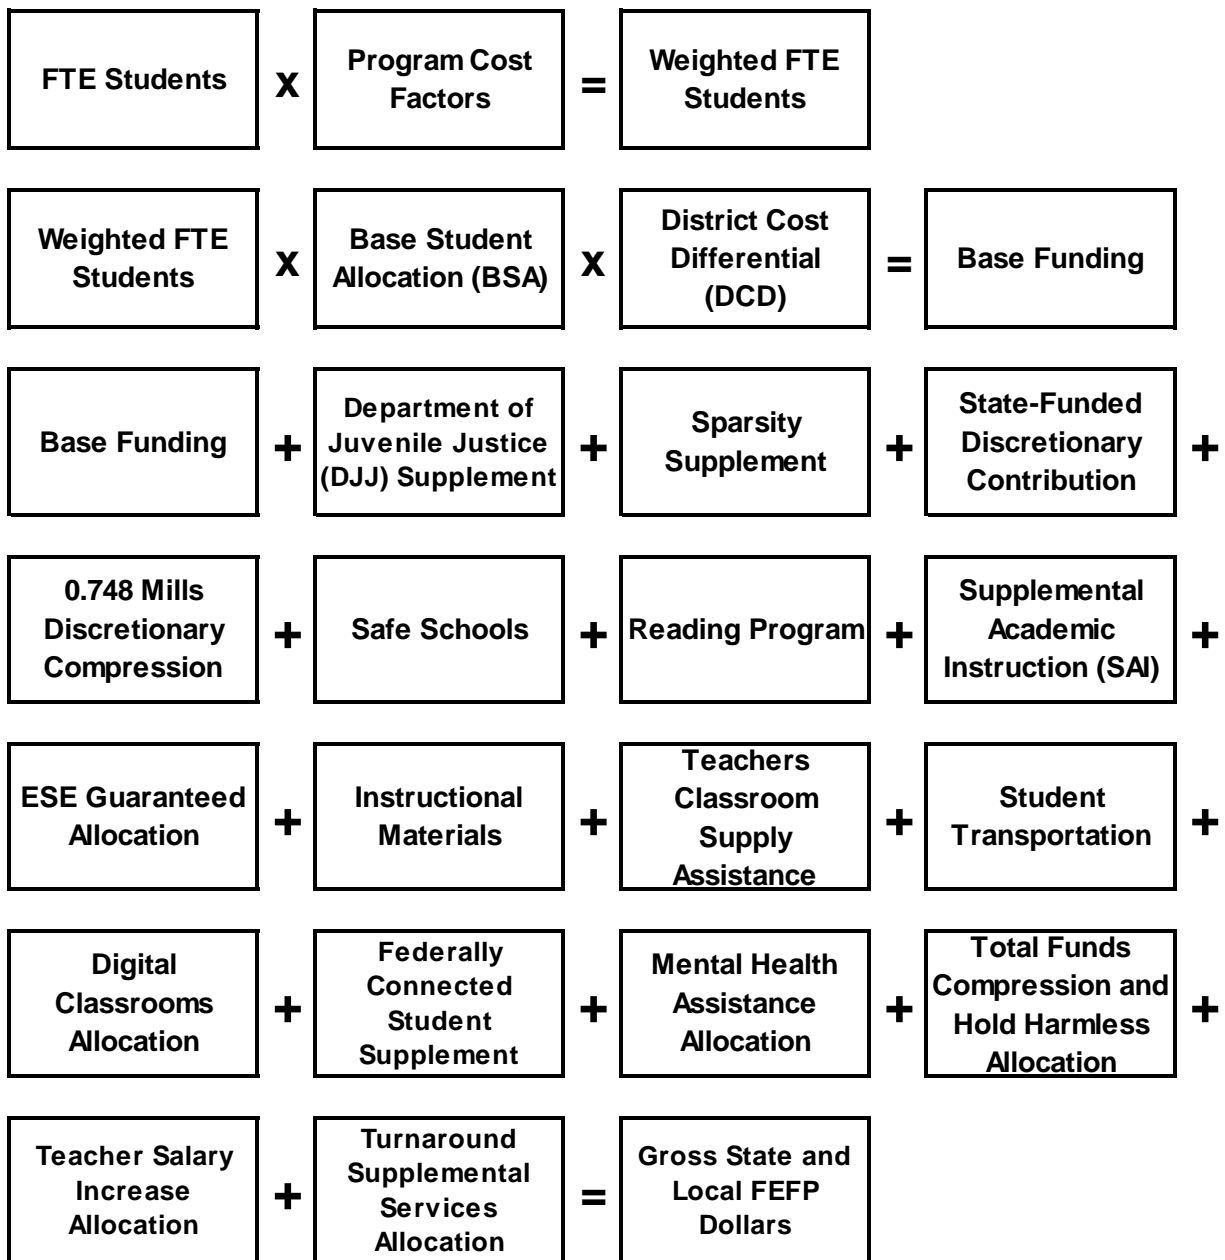 FTE Students x Program Cost Factors = Weighted FTE Students
Weighted FTE Students x Base Student Allocation (BSA) x District Cost Differential (DCD) = Base Funding
Base Funding + Department of Juvenile Justice (DJJ) Supplement + Sparsity Supplement + State-Funded Discretionary Contribution +
0.748 Mills Discretionary Compression + Safe Schools + Reading Program + Supplemental Academic Instruction (SAI) +
ESE Guaranteed Allocation + Instructional Materials + Teachers Classroom Supply Assistance + Student Transportation +
Digital Classrooms Allocation + Federally Connected Student Supplement + Mental Health Assistance Allocation + Total Funds Compression and Hold Harmless Allocation +
Teacher Salary Increase Allocation + Turnaround Supplemental Services Allocation = Gross State and Local FEFP Dollars